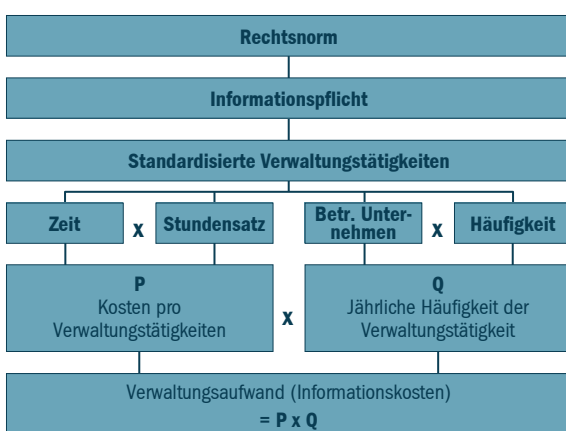 Rechtsnorm
Informationspflicht
Standardisierte Verwaltungstätigkeiten
Zeit
x
Stundensatz
Betr. Unter-
nehmen
x
Häufigkeit
P
Kosten pro
Verwaltungstätigkeiten
x
Q
Jährliche Häufigkeit der
Verwaltungstätigkeit
Verwaltungsaufwand (Informationskosten)
= P x Q